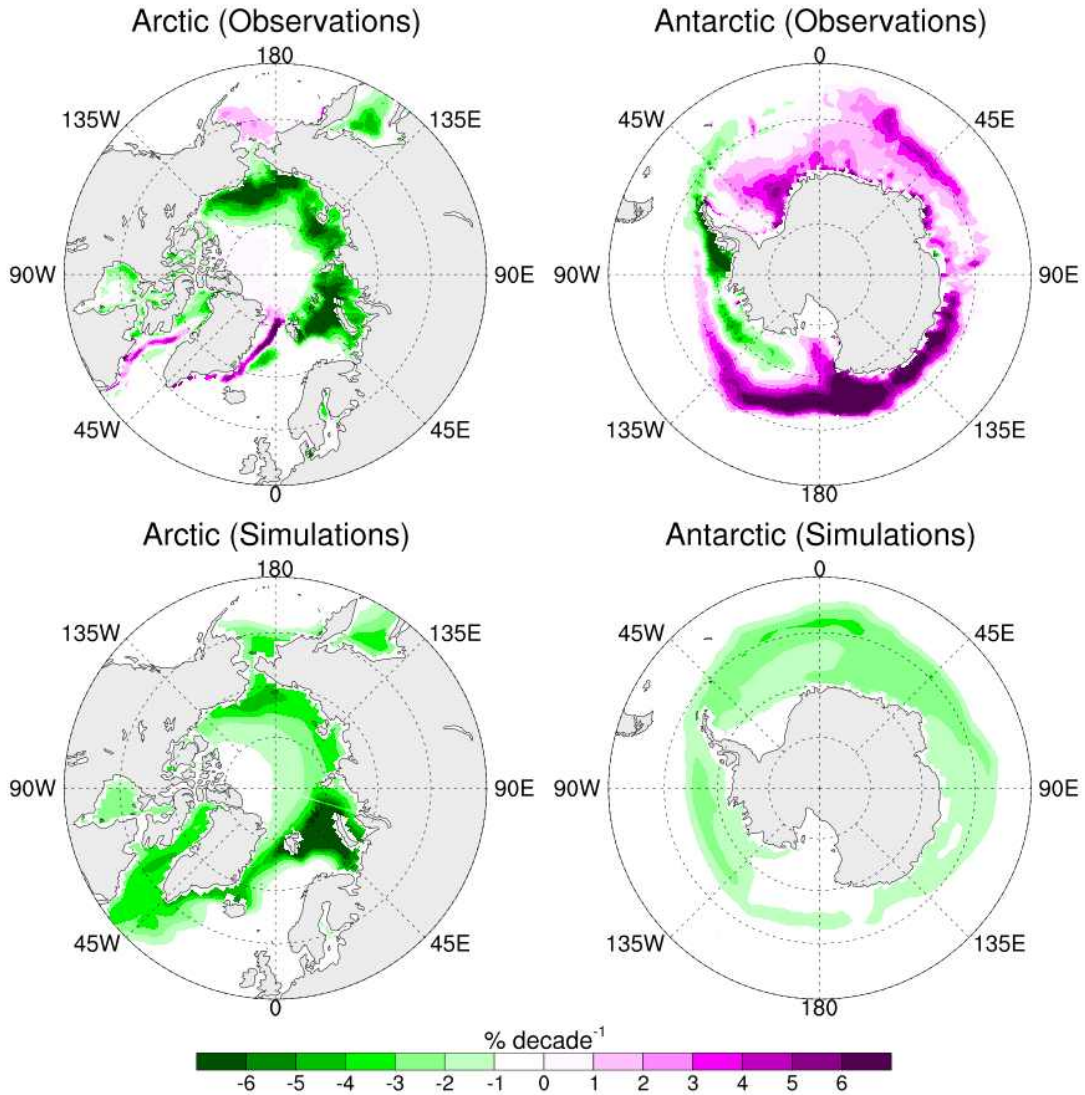 Arctic (Observations)
180
135W
135E
90W
90E
45W
45E
0
Antarctic (Observations)
0
45W
45E
90W
90E
135W
135E
180
Arctic (Simulations)
180
135W
135E
90W
90E
45W
45E
0
Antarctic (Simulations)
0
45W
45E
90W
90E
135W
135E
180
% decade⁻¹
-6 -5 -4 -3 -2 -1 0 1 2 3 4 5 6